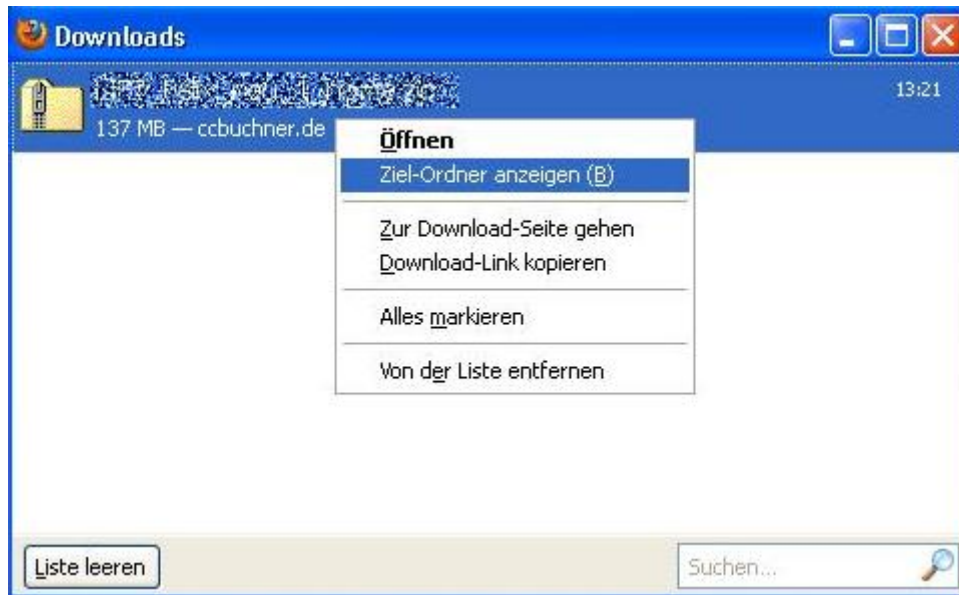 Downloads
13:21
137 MB — ccbuchner.de
Öffnen
Ziel-Ordner anzeigen (B)
Zur Download-Seite gehen
Download-Link kopieren
Alles markieren
Von der Liste entfernen
Liste leeren
Suchen...